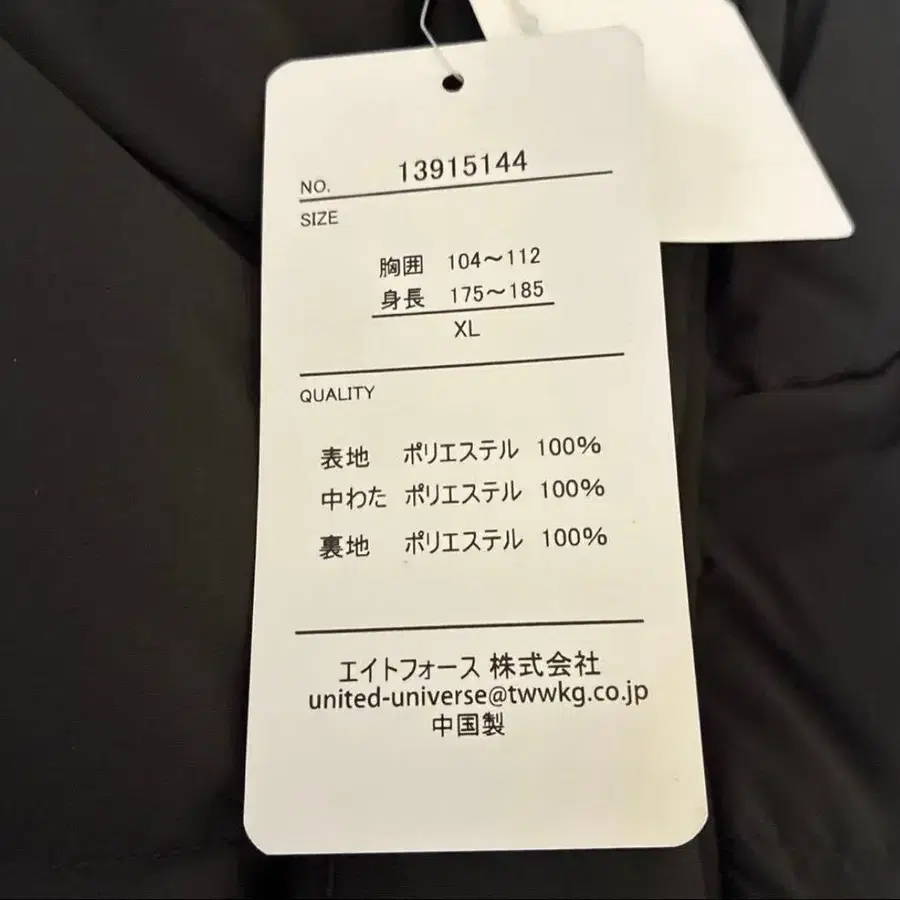 NO. 13915144
SIZE
胸囲 104～112
身長 175～185
XL
QUALITY
表地 ポリエステル 100%
中わた ポリエステル 100%
裏地 ポリエステル 100%
エイトフォース 株式会社
united-universe@twwkg.co.jp
中国製